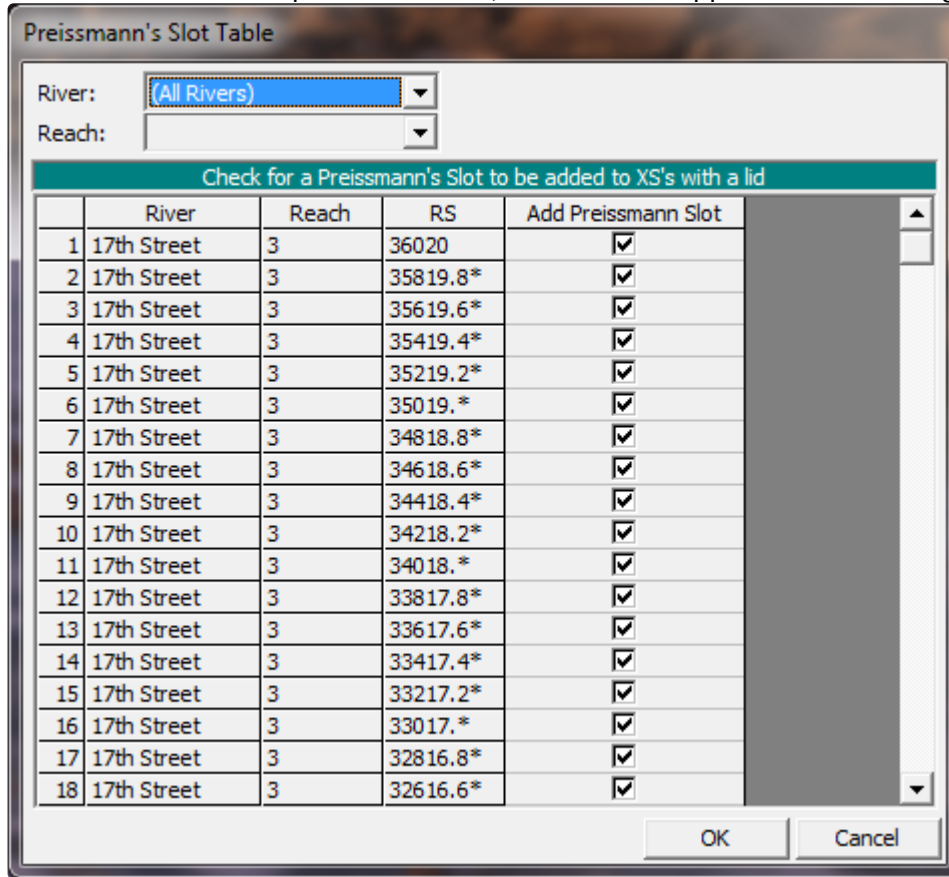 Preissmann's Slot Table
River: (All Rivers)
Reach:
Check for a Preissmann's Slot to be added to XS's with a lid
River Reach RS Add Preissmann Slot
1 17th Street 3 36020
2 17th Street 3 35819.8*
3 17th Street 3 35619.6*
4 17th Street 3 35419.4*
5 17th Street 3 35219.2*
6 17th Street 3 35019.*
7 17th Street 3 34818.8*
8 17th Street 3 34618.6*
9 17th Street 3 34418.4*
10 17th Street 3 34218.2*
11 17th Street 3 34018.*
12 17th Street 3 33817.8*
13 17th Street 3 33617.6*
14 17th Street 3 33417.4*
15 17th Street 3 33217.2*
16 17th Street 3 33017.*
17 17th Street 3 32816.8*
18 17th Street 3 32616.6*
OK Cancel